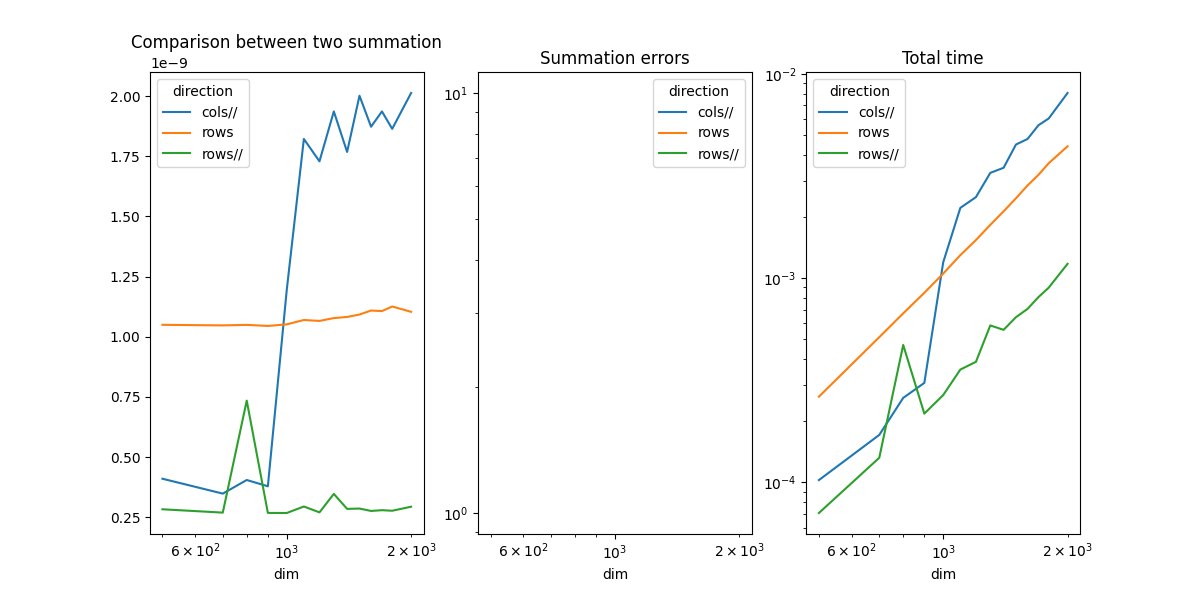 Comparison between two summation
1e−9
direction
cols//
rows
rows//
2.00
1.75
1.50
1.25
1.00
0.75
0.50
0.25
6 × 10²
10³
2 × 10³
dim
Summation errors
direction
cols//
rows
rows//
10¹
10⁰
6 × 10²
10³
2 × 10³
dim
Total time
direction
cols//
rows
rows//
10⁻²
10⁻³
10⁻⁴
6 × 10²
10³
2 × 10³
dim